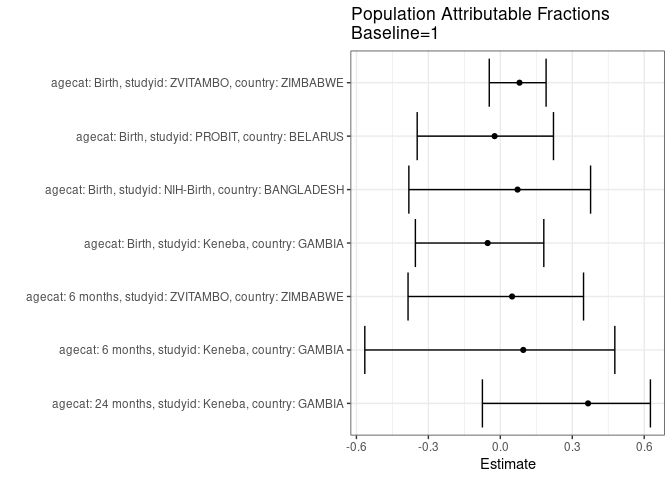 Population Attributable Fractions
Baseline=1
agecat: Birth, studyid: ZVITAMBO, country: ZIMBABWE
agecat: Birth, studyid: PROBIT, country: BELARUS
agecat: Birth, studyid: NIH-Birth, country: BANGLADESH
agecat: Birth, studyid: Keneba, country: GAMBIA
agecat: 6 months, studyid: ZVITAMBO, country: ZIMBABWE
agecat: 6 months, studyid: Keneba, country: GAMBIA
agecat: 24 months, studyid: Keneba, country: GAMBIA
-0.6 -0.3 0.0 0.3 0.6
Estimate